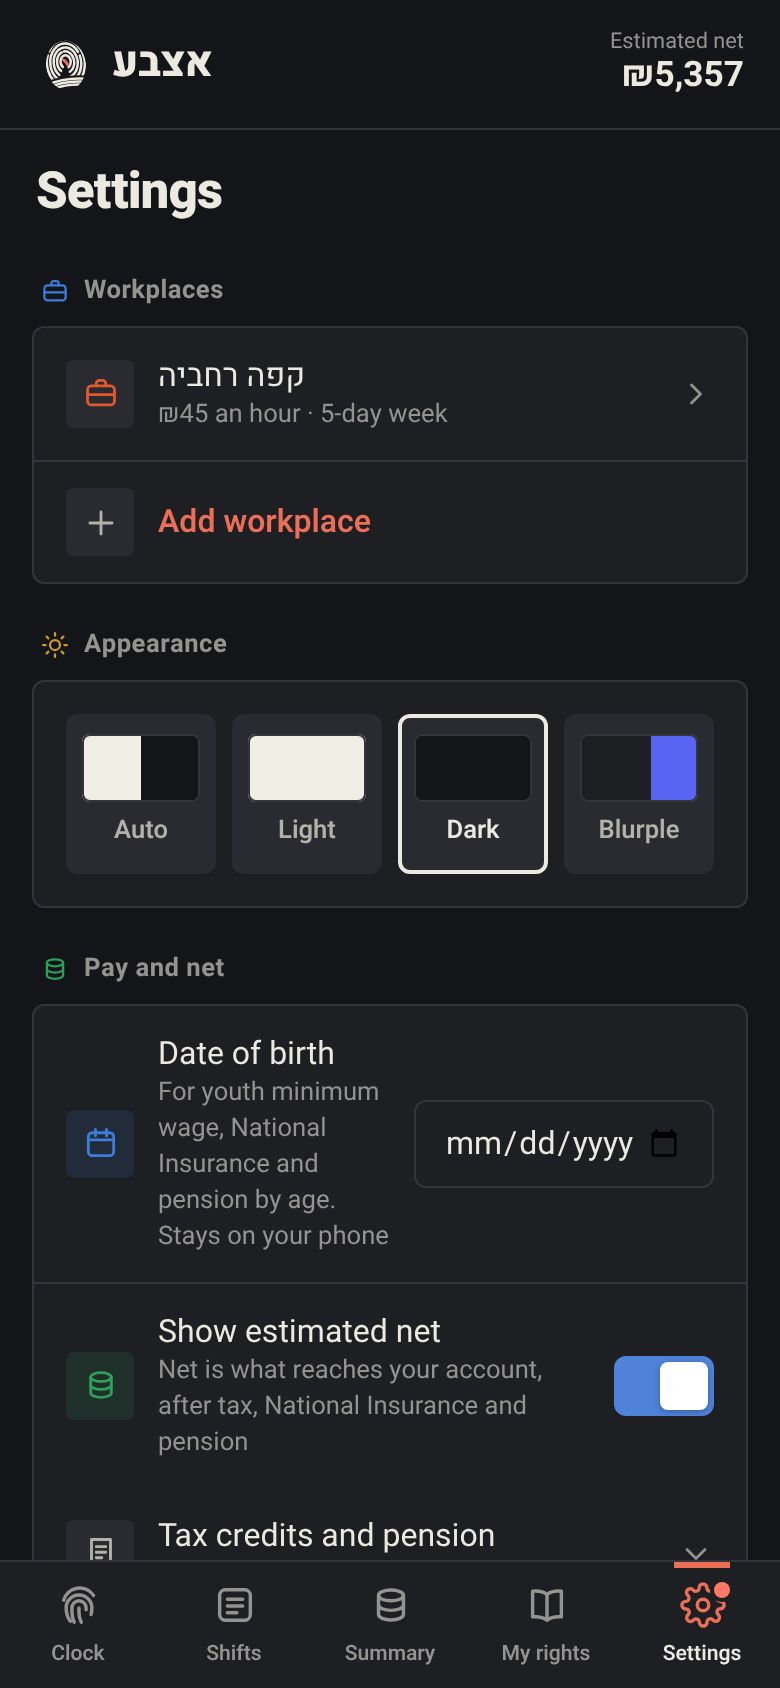 אצבע
Estimated net
₪5,357
Settings
Workplaces
קפה רחביה
₪45 an hour · 5-day week
Add workplace
Appearance
Auto
Light
Dark
Blurple
Pay and net
Date of birth
For youth minimum
wage, National
Insurance and
pension by age.
Stays on your phone
mm/dd/yyyy
Show estimated net
Net is what reaches your account,
after tax, National Insurance and
pension
Tax credits and pension
Clock
Shifts
Summary
My rights
Settings